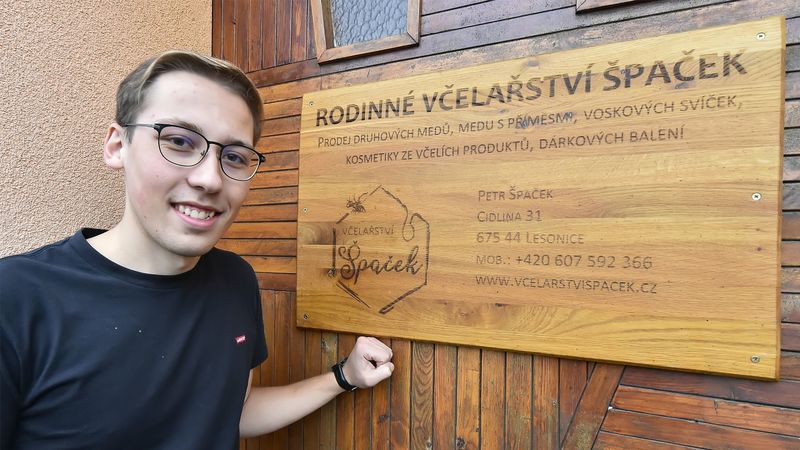 RODINNÉ VČELAŘSTVÍ ŠPAČEK
PRODEJ DRUHOVÝCH MEDŮ, MEDU S PŘÍMĚSMI, VOSKOVÝCH SVÍČEK,
KOSMETIKY ZE VČELÍCH PRODUKTŮ, DÁRKOVÝCH BALENÍ
VČELAŘSTVÍ
Špaček
PETR ŠPAČEK
CIDLINA 31
675 44 LESONICE
MOB.: +420 607 592 366
WWW.VCELARSTVISPACEK.CZ
Levi's